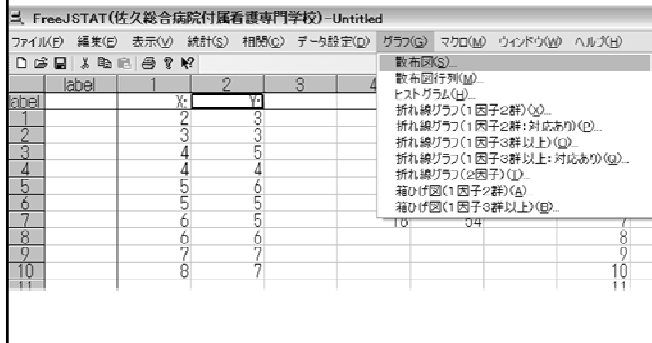 FreeJSTAT(佐久総合病院付属看護専門学校)-Untitled
ファイル(F) 編集(E) 表示(V) 統計(S) 相関(C) データ設定(D) グラフ(G) マクロ(M) ウィンドウ(W) ヘルプ(H)
散布図(S)...
散布図行列(M)...
ヒストグラム(H)...
折れ線グラフ(1因子2群)(X)...
折れ線グラフ(1因子2群:対応あり)(P)...
折れ線グラフ(1因子3群以上)(O)...
折れ線グラフ(1因子3群以上:対応あり)(Q)...
折れ線グラフ(2因子)(T)...
箱ひげ図(1因子2群)(A)
箱ひげ図(1因子3群以上)(B)...
label 1 2 3 4
label X: Y:
1 2 3
2 3 3
3 4 5
4 4 4
5 5 6
6 5 5
7 6 5 18 54 7
8 6 6 8
9 7 7 9
10 8 7 10
11 11